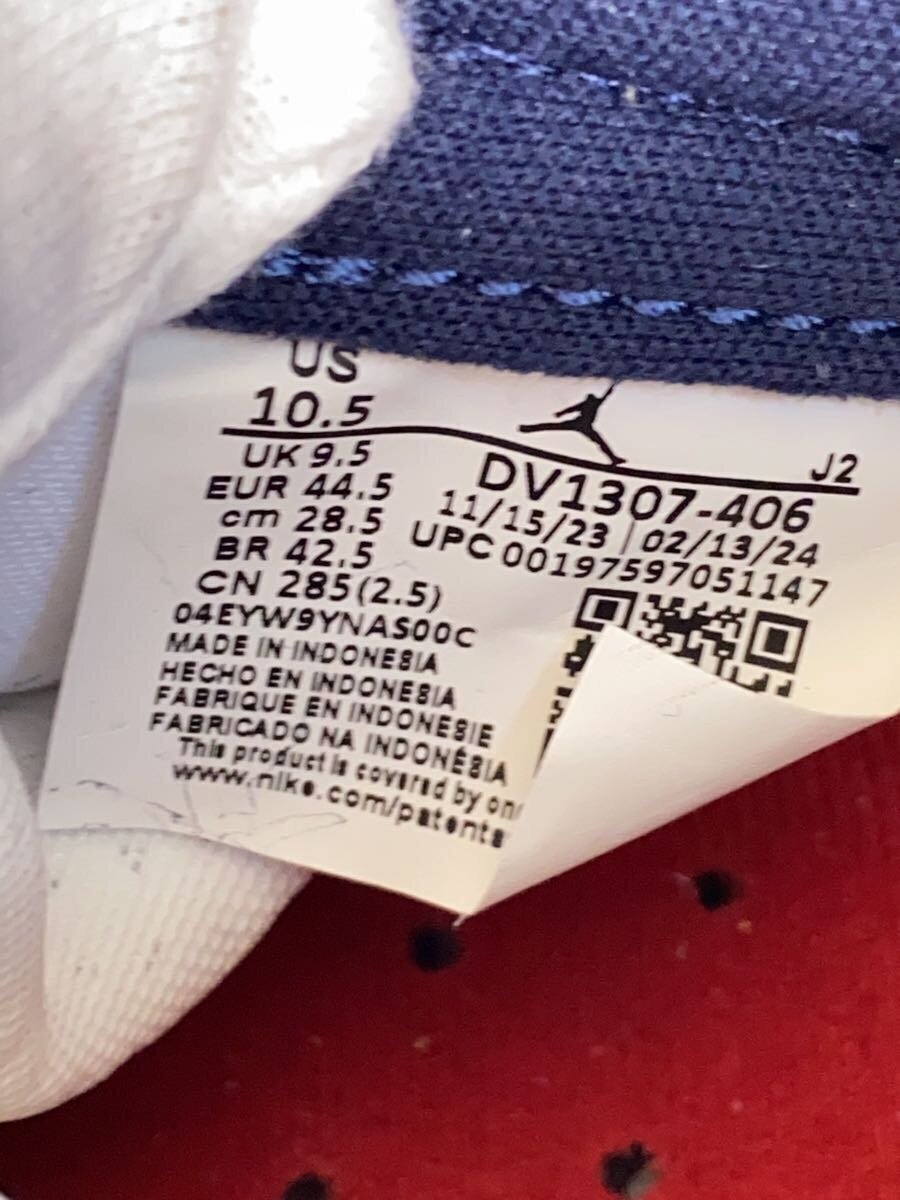 US
10.5
J2
UK 9.5
EUR 44.5
cm 28.5
BR 42.5
CN 285(2.5)
DV1307-406
11/15/23 | 02/13/24
UPC 00197597051147
04EYW9YNAS00C
MADE IN INDONESIA
HECHO EN INDONESIA
FABRIQUE EN INDONESIE
FABRICADO NA INDONÉSIA
This product is covered by
www.nike.com/patents